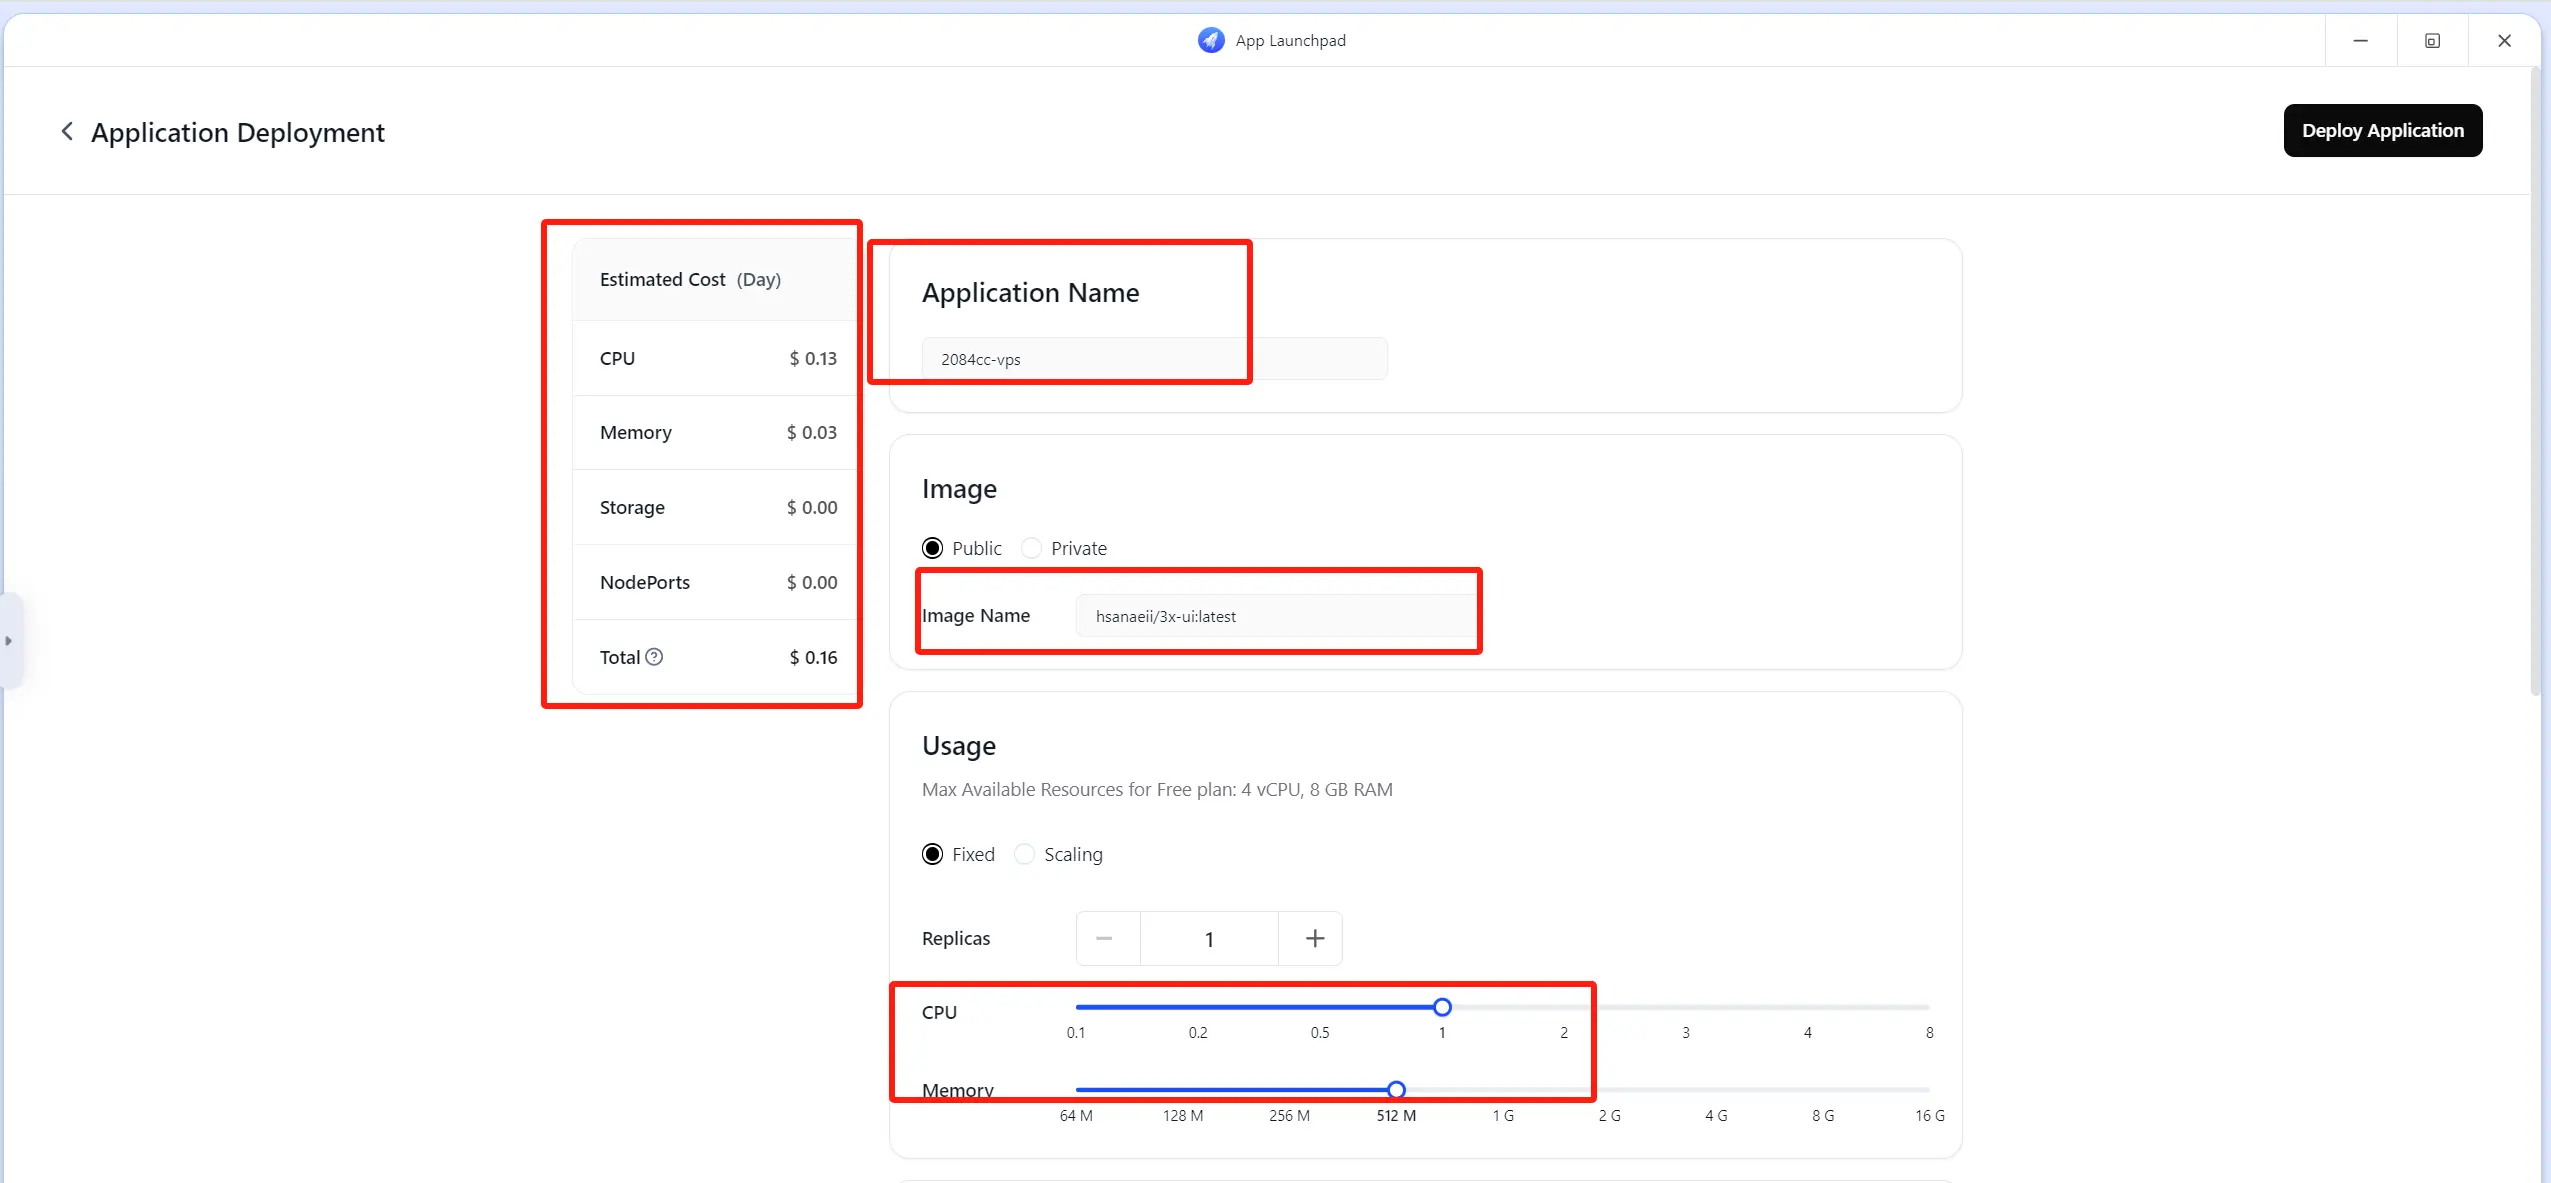 App Launchpad
Application Deployment
Deploy Application
Estimated Cost (Day)
CPU $ 0.13
Memory $ 0.03
Storage $ 0.00
NodePorts $ 0.00
Total $ 0.16
Application Name
2084cc-vps
Image
Public Private
Image Name hsanaeii/3x-ui:latest
Usage
Max Available Resources for Free plan: 4 vCPU, 8 GB RAM
Fixed Scaling
Replicas 1
CPU
0.1 0.2 0.5 1 2 3 4 8
Memory
64 M 128 M 256 M 512 M 1 G 2 G 4 G 8 G 16 G